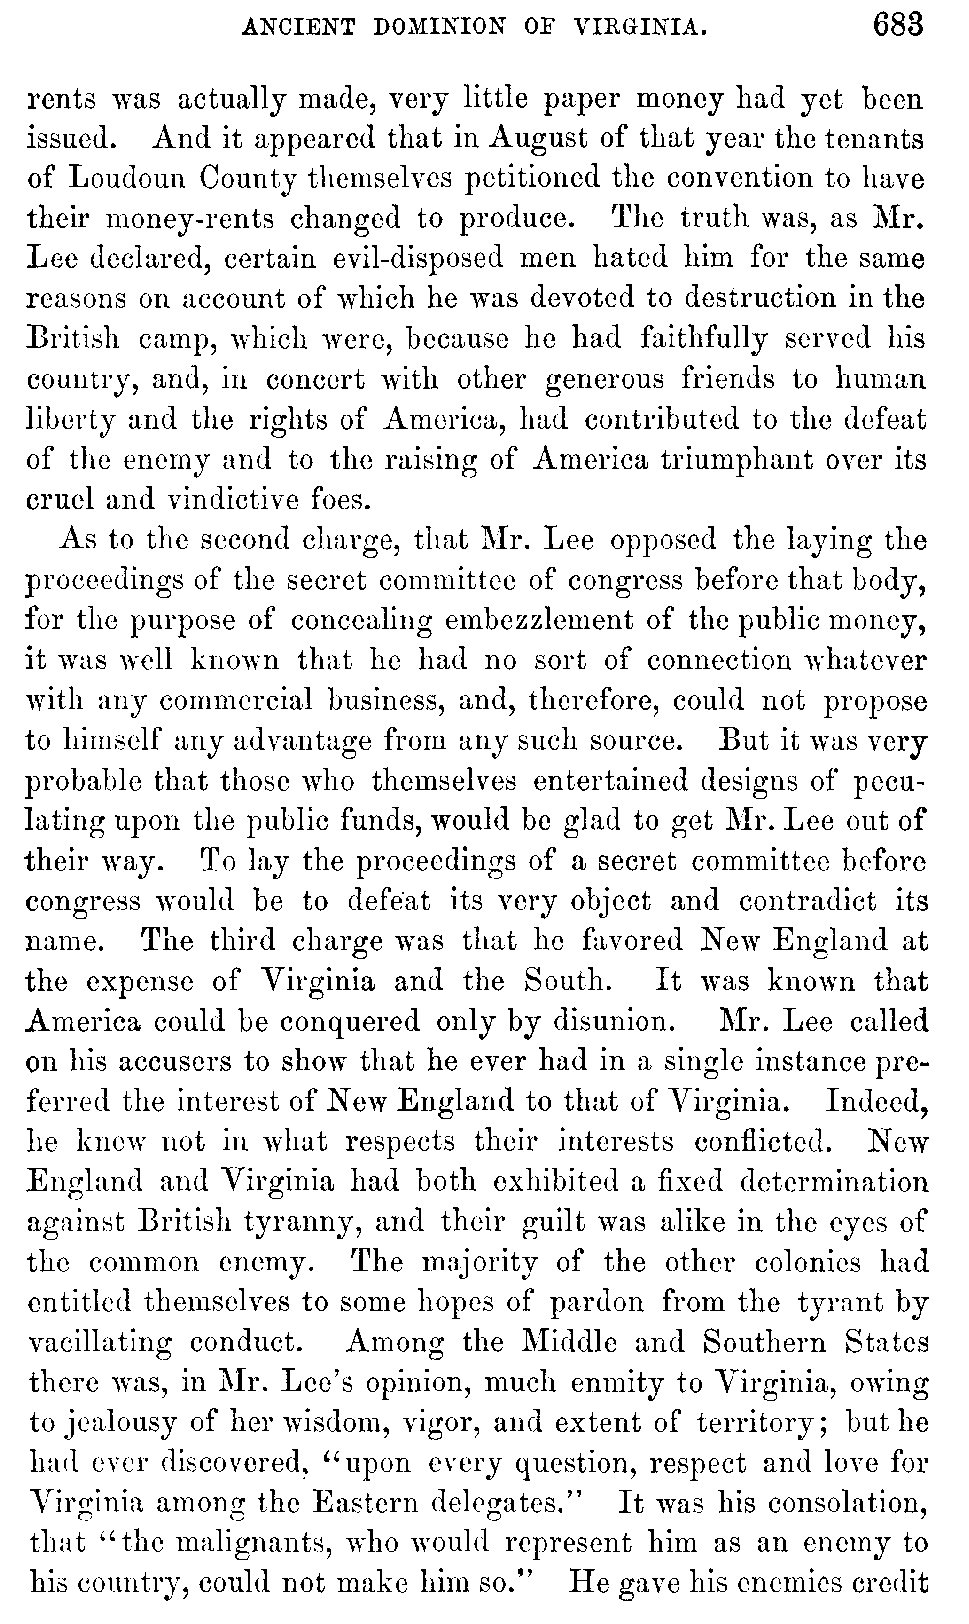 ANCIENT DOMINION OF VIRGINIA. 683
rents was actually made, very little paper money had yet been
issued. And it appeared that in August of that year the tenants
of Loudoun County themselves petitioned the convention to have
their money-rents changed to produce. The truth was, as Mr.
Lee declared, certain evil-disposed men hated him for the same
reasons on account of which he was devoted to destruction in the
British camp, which were, because he had faithfully served his
country, and, in concert with other generous friends to human
liberty and the rights of America, had contributed to the defeat
of the enemy and to the raising of America triumphant over its
cruel and vindictive foes.
As to the second charge, that Mr. Lee opposed the laying the
proceedings of the secret committee of congress before that body,
for the purpose of concealing embezzlement of the public money,
it was well known that he had no sort of connection whatever
with any commercial business, and, therefore, could not propose
to himself any advantage from any such source. But it was very
probable that those who themselves entertained designs of pecu-
lating upon the public funds, would be glad to get Mr. Lee out of
their way. To lay the proceedings of a secret committee before
congress would be to defeat its very object and contradict its
name. The third charge was that he favored New England at
the expense of Virginia and the South. It was known that
America could be conquered only by disunion. Mr. Lee called
on his accusers to show that he ever had in a single instance pre-
ferred the interest of New England to that of Virginia. Indeed,
he knew not in what respects their interests conflicted. New
England and Virginia had both exhibited a fixed determination
against British tyranny, and their guilt was alike in the eyes of
the common enemy. The majority of the other colonies had
entitled themselves to some hopes of pardon from the tyrant by
vacillating conduct. Among the Middle and Southern States
there was, in Mr. Lee's opinion, much enmity to Virginia, owing
to jealousy of her wisdom, vigor, and extent of territory; but he
had ever discovered, "upon every question, respect and love for
Virginia among the Eastern delegates." It was his consolation,
that "the malignants, who would represent him as an enemy to
his country, could not make him so." He gave his enemies credit